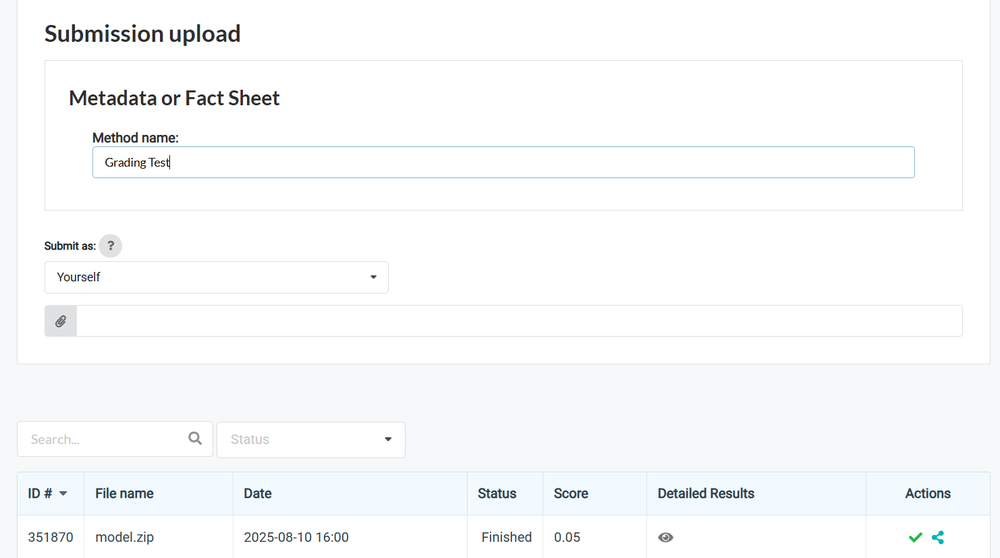 Submission upload
Metadata or Fact Sheet
Method name:
Grading Test
Submit as: ?
Yourself
Search...
Status
ID # File name Date Status Score Detailed Results Actions
351870 model.zip 2025-08-10 16:00 Finished 0.05